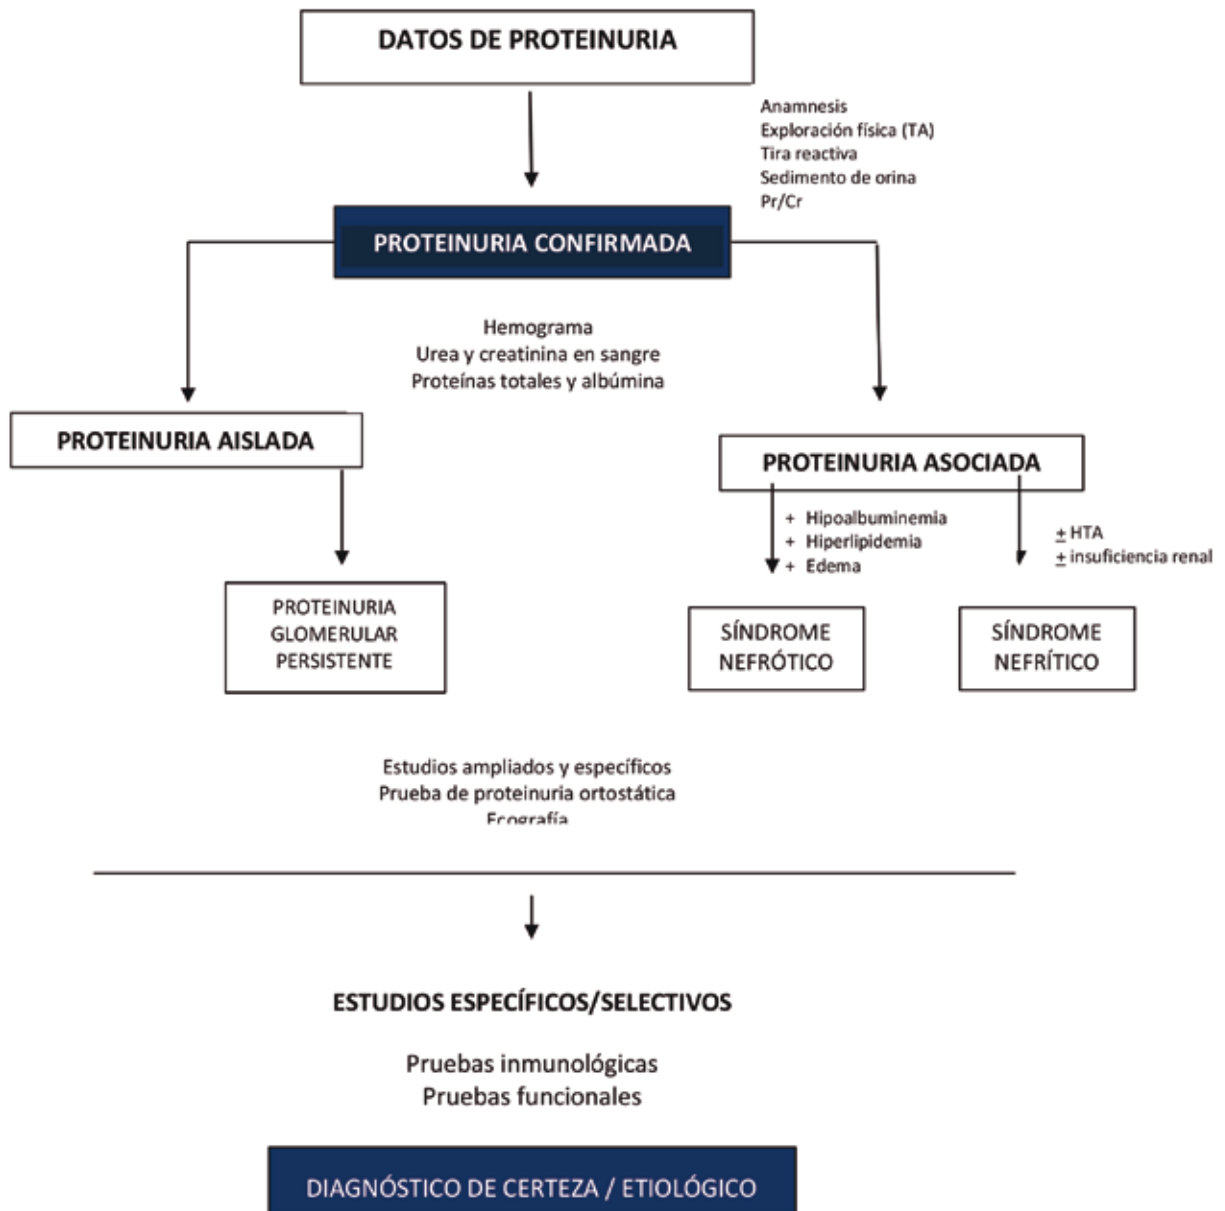 DATOS DE PROTEINURIA
Anamnesis
Exploración física (TA)
Tira reactiva
Sedimento de orina
Pr/Cr
PROTEINURIA CONFIRMADA
Hemograma
Urea y creatinina en sangre
Proteínas totales y albúmina
PROTEINURIA AISLADA
PROTEINURIA ASOCIADA
+ Hipoalbuminemia
+ Hiperlipidemia
+ Edema
± HTA
± insuficiencia renal
PROTEINURIA
GLOMERULAR
PERSISTENTE
SÍNDROME
NEFRÓTICO
SÍNDROME
NEFRÍTICO
Estudios ampliados y específicos
Prueba de proteinuria ortostática
Ecografía
ESTUDIOS ESPECÍFICOS/SELECTIVOS
Pruebas inmunológicas
Pruebas funcionales
DIAGNÓSTICO DE CERTEZA / ETIOLÓGICO